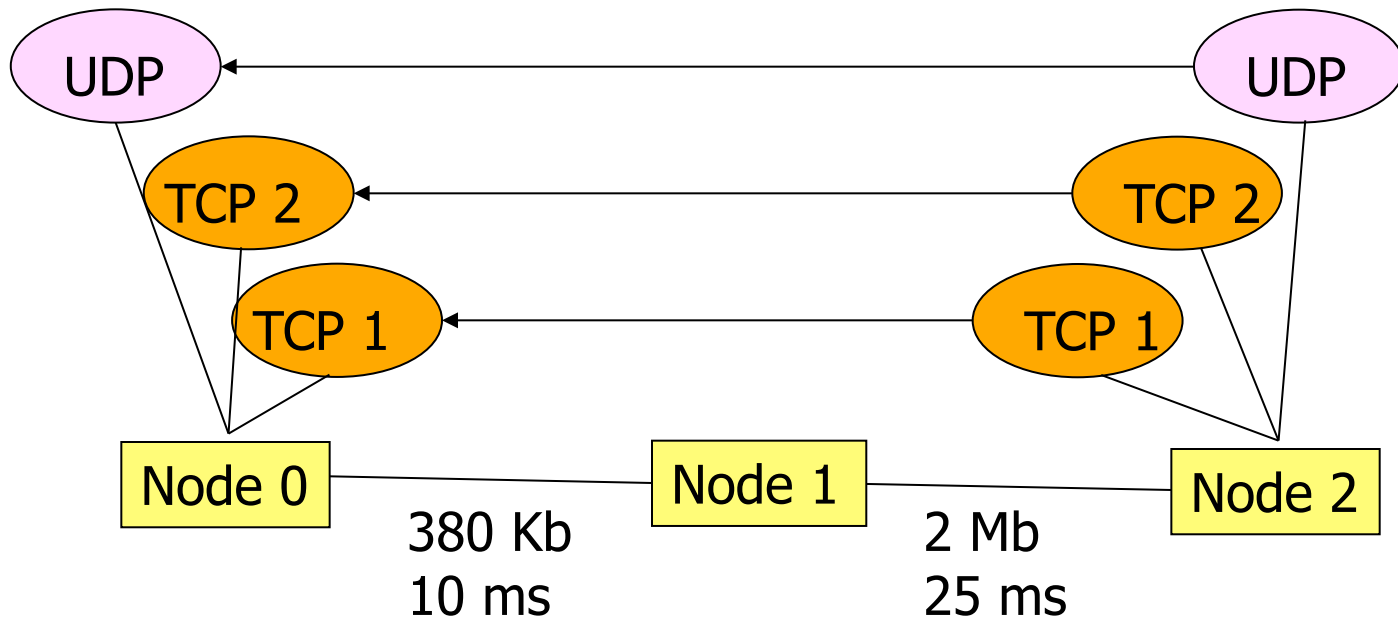 UDP
UDP
TCP 2
TCP 2
TCP 1
TCP 1
Node 0
Node 1
Node 2
380 Kb
10 ms
2 Mb
25 ms